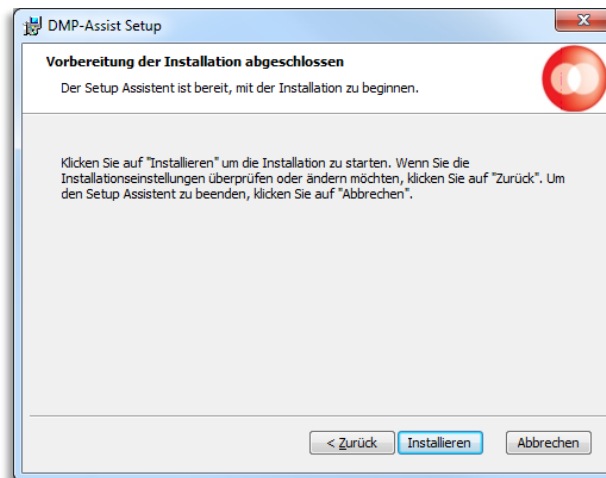 DMP-Assist Setup
Vorbereitung der Installation abgeschlossen
Der Setup Assistent ist bereit, mit der Installation zu beginnen.
Klicken Sie auf "Installieren" um die Installation zu starten. Wenn Sie die
Installationseinstellungen überprüfen oder ändern möchten, klicken Sie auf "Zurück". Um
den Setup Assistent zu beenden, klicken Sie auf "Abbrechen".
< Zurück Installieren Abbrechen